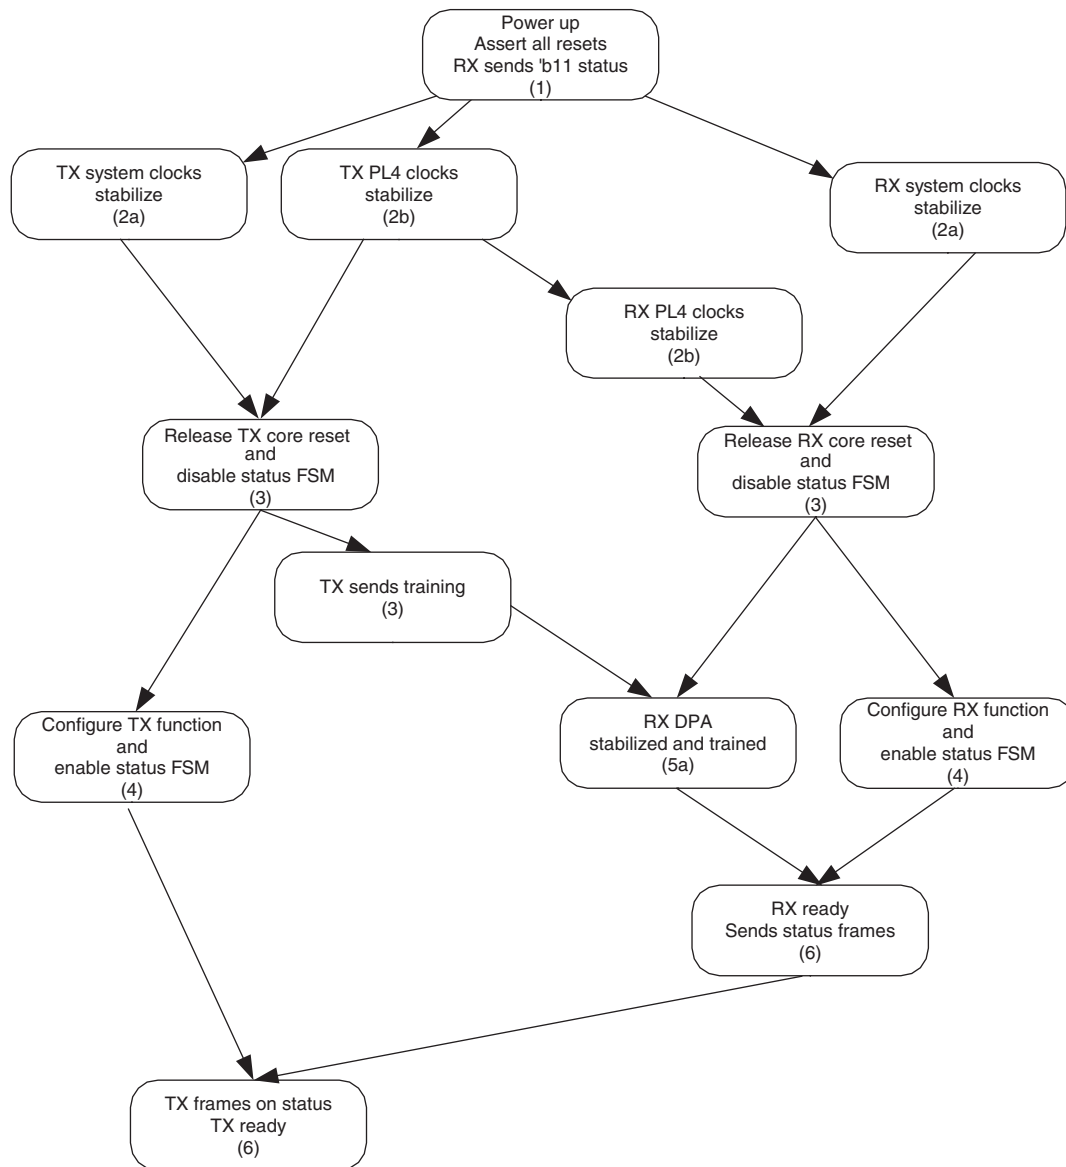 Power up
Assert all resets
RX sends 'b11 status
(1)
TX system clocks
stabilize
(2a)
TX PL4 clocks
stabilize
(2b)
RX system clocks
stabilize
(2a)
RX PL4 clocks
stabilize
(2b)
Release TX core reset
and
disable status FSM
(3)
Release RX core reset
and
disable status FSM
(3)
TX sends training
(3)
Configure TX function
and
enable status FSM
(4)
RX DPA
stabilized and trained
(5a)
Configure RX function
and
enable status FSM
(4)
RX ready
Sends status frames
(6)
TX frames on status
TX ready
(6)